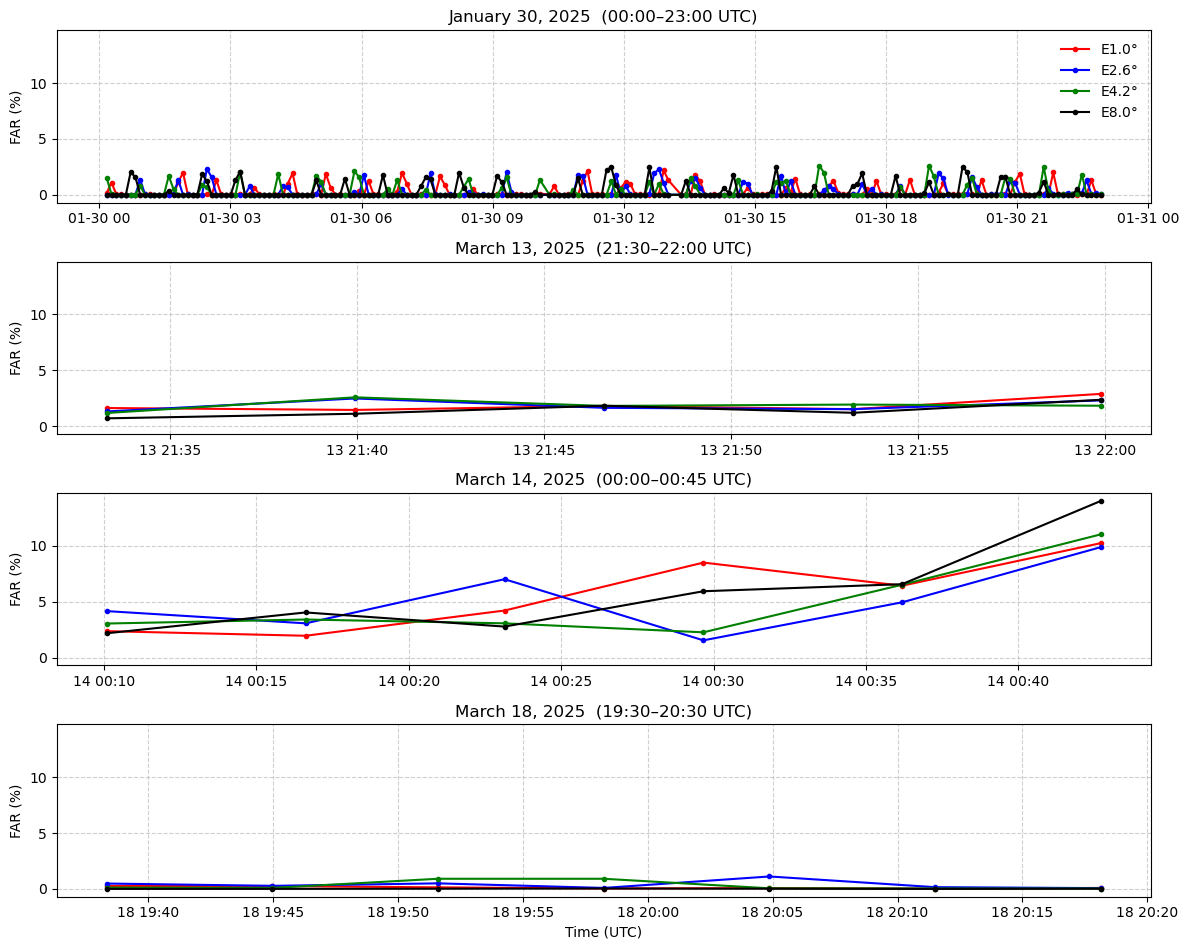 January 30, 2025  (00:00–23:00 UTC)
FAR (%)
10
5
0
E1.0°
E2.6°
E4.2°
E8.0°
01-30 00 01-30 03 01-30 06 01-30 09 01-30 12 01-30 15 01-30 18 01-30 21 01-31 00
March 13, 2025  (21:30–22:00 UTC)
FAR (%)
10
5
0
13 21:35 13 21:40 13 21:45 13 21:50 13 21:55 13 22:00
March 14, 2025  (00:00–00:45 UTC)
FAR (%)
10
5
0
14 00:10 14 00:15 14 00:20 14 00:25 14 00:30 14 00:35 14 00:40
March 18, 2025  (19:30–20:30 UTC)
FAR (%)
10
5
0
18 19:40 18 19:45 18 19:50 18 19:55 18 20:00 18 20:05 18 20:10 18 20:15 18 20:20
Time (UTC)